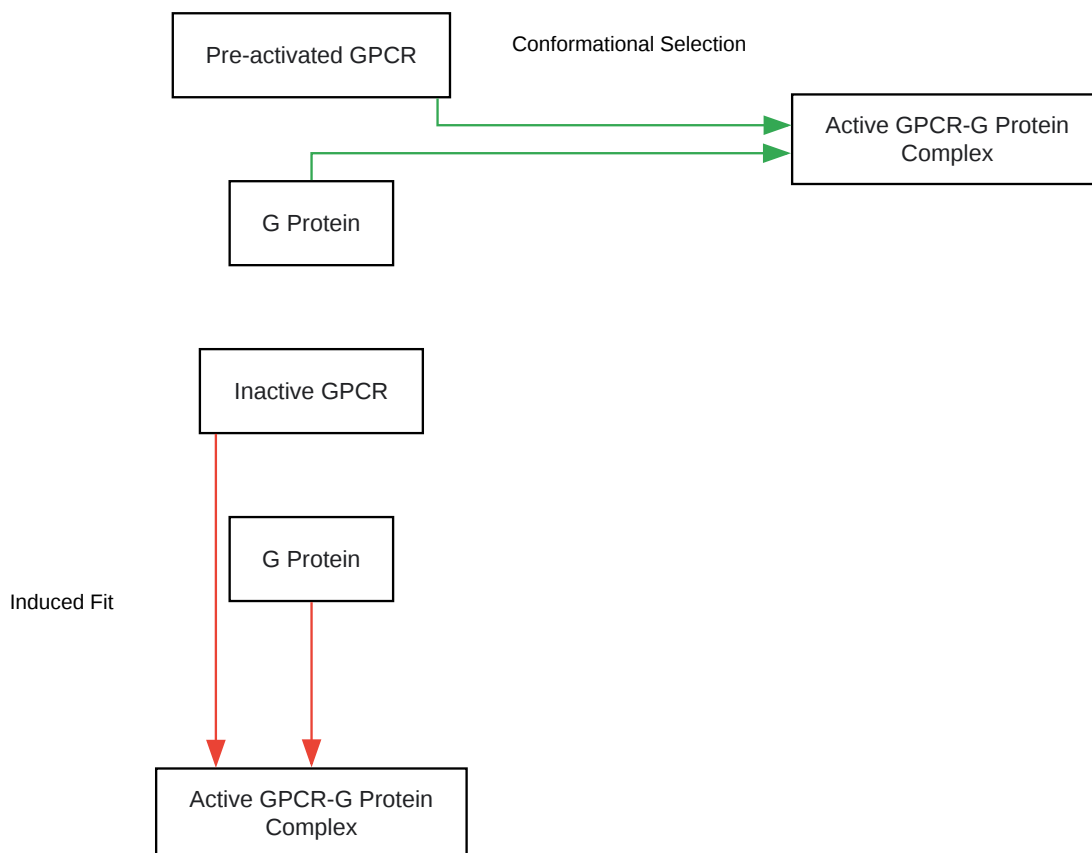 Pre-activated GPCR
Conformational Selection
Active GPCR-G Protein
Complex
G Protein
Inactive GPCR
G Protein
Induced Fit
Active GPCR-G Protein
Complex